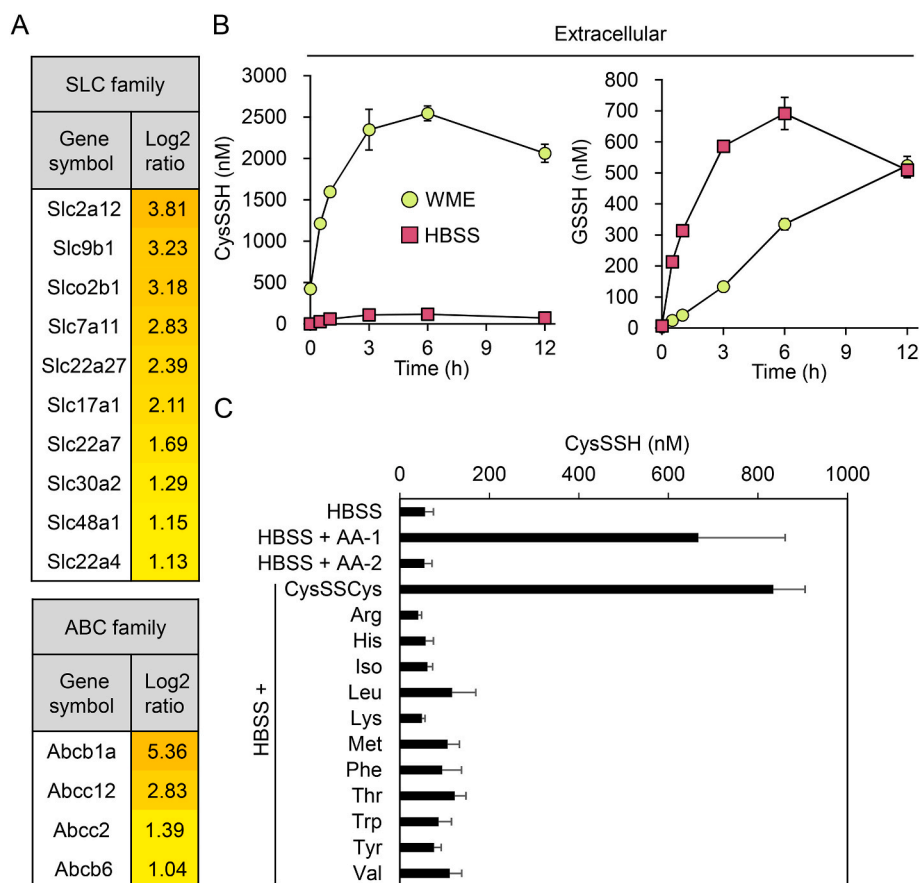 A
SLC family
Gene symbol Log2 ratio
Slc2a12 3.81
Slc9b1 3.23
Slco2b1 3.18
Slc7a11 2.83
Slc22a27 2.39
Slc17a1 2.11
Slc22a7 1.69
Slc30a2 1.29
Slc48a1 1.15
Slc22a4 1.13
ABC family
Gene symbol Log2 ratio
Abcb1a 5.36
Abcc12 2.83
Abcc2 1.39
Abcb6 1.04
B
Extracellular
CysSSH (nM)
3000
2500
2000
1500
1000
500
0
0 3 6 9 12
Time (h)
WME
HBSS
GSSH (nM)
800
700
600
500
400
300
200
100
0
0 3 6 9 12
Time (h)
C
CysSSH (nM)
0 200 400 600 800 1000
HBSS
HBSS + AA-1
HBSS + AA-2
HBSS +
CysSSCys
Arg
His
Iso
Leu
Lys
Met
Phe
Thr
Trp
Tyr
Val